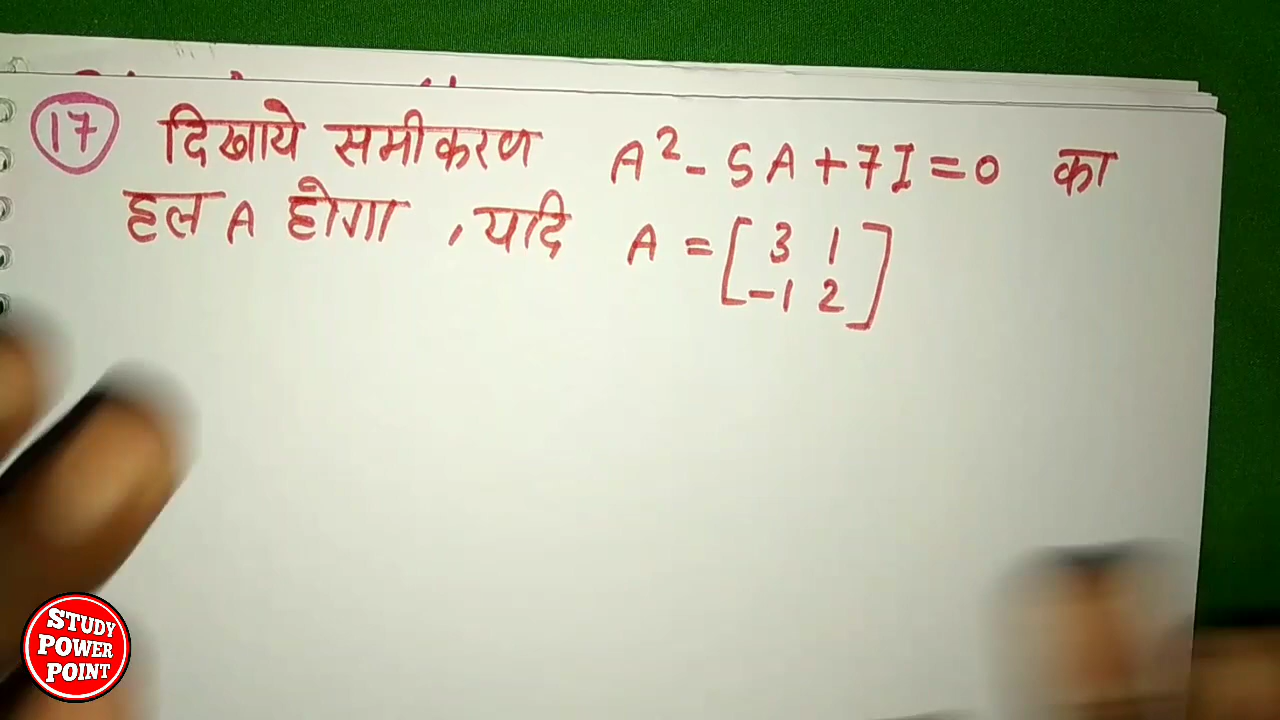 17 दिखाये समीकरण A² - 5A + 7I = 0 का
हल A होगा , यदि A = [ 3 1
-1 2 ]
STUDY
POWER
POINT